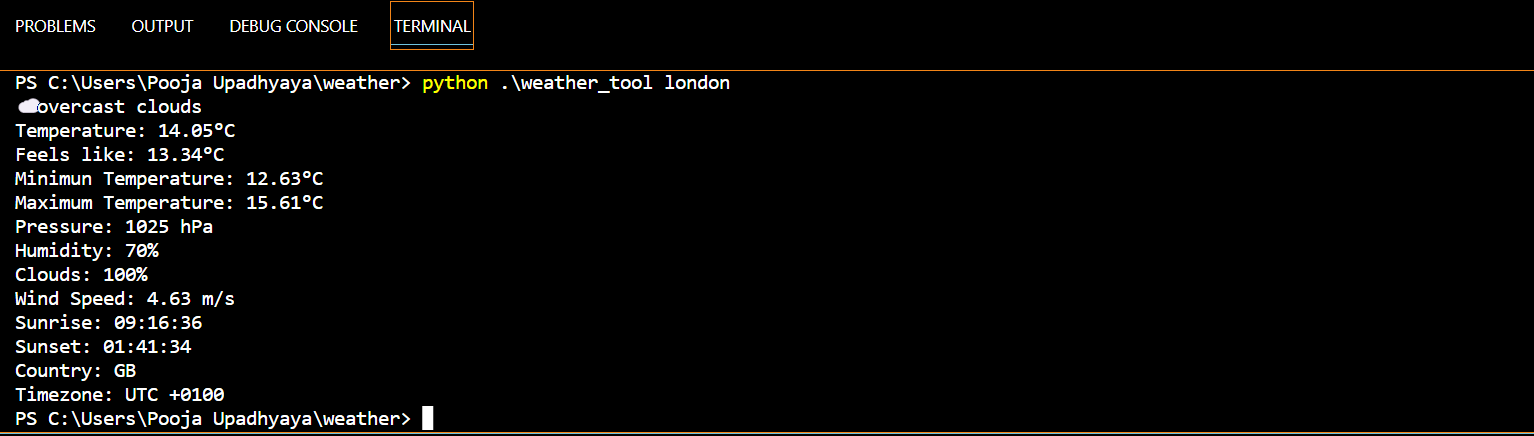 PROBLEMS OUTPUT DEBUG CONSOLE TERMINAL
PS C:\Users\Pooja Upadhyaya\weather> python .\weather_tool london
overcast clouds
Temperature: 14.05°C
Feels like: 13.34°C
Minimun Temperature: 12.63°C
Maximum Temperature: 15.61°C
Pressure: 1025 hPa
Humidity: 70%
Clouds: 100%
Wind Speed: 4.63 m/s
Sunrise: 09:16:36
Sunset: 01:41:34
Country: GB
Timezone: UTC +0100
PS C:\Users\Pooja Upadhyaya\weather>